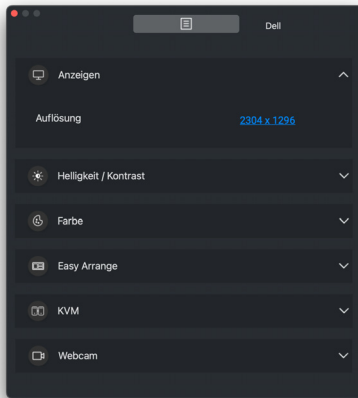 Dell
Anzeigen
Auflösung 2304 x 1296
Helligkeit / Kontrast
Farbe
Easy Arrange
KVM
Webcam